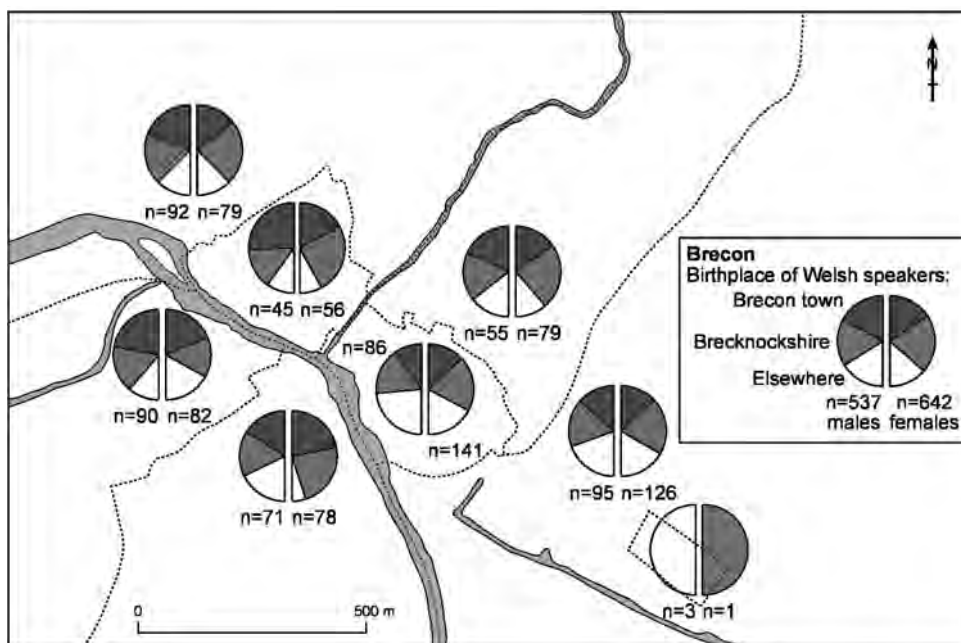 N
n=92 n=79
n=45 n=56
n=55 n=79
n=86
n=141
n=90 n=82
n=71 n=78
n=95 n=126
n=3 n=1
0 500 m
Brecon
Birthplace of Welsh speakers;
Brecon town
Brecknockshire
Elsewhere
n=537 n=642
males females